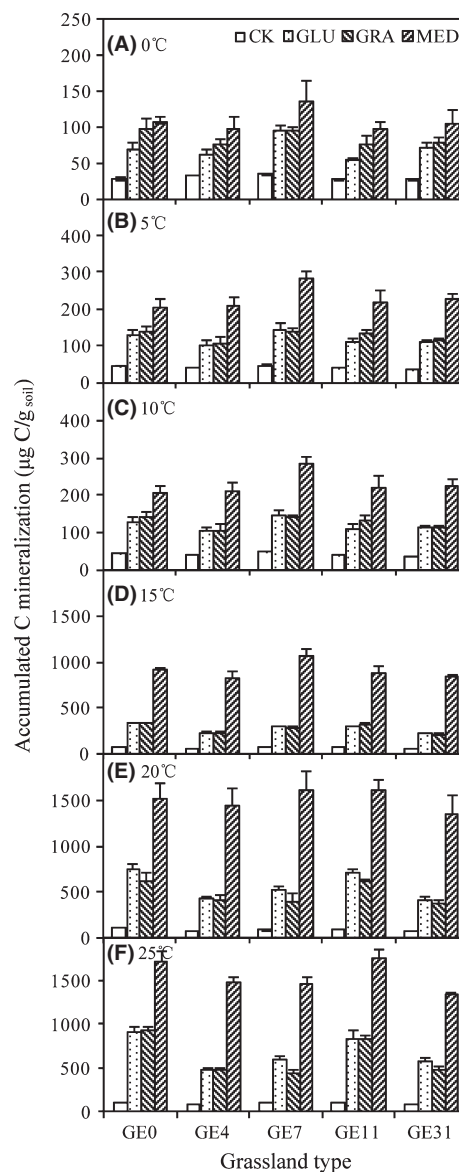 (A) 0℃
CK GLU GRA MED
250
200
150
100
50
0
(B) 5℃
400
300
200
100
0
(C) 10℃
400
300
200
100
0
(D) 15℃
1500
1000
500
0
(E) 20℃
1500
1000
500
0
(F) 25℃
1500
1000
500
0
GE0 GE4 GE7 GE11 GE31
Grassland type
Accumulated C mineralization (μg C/g soil)